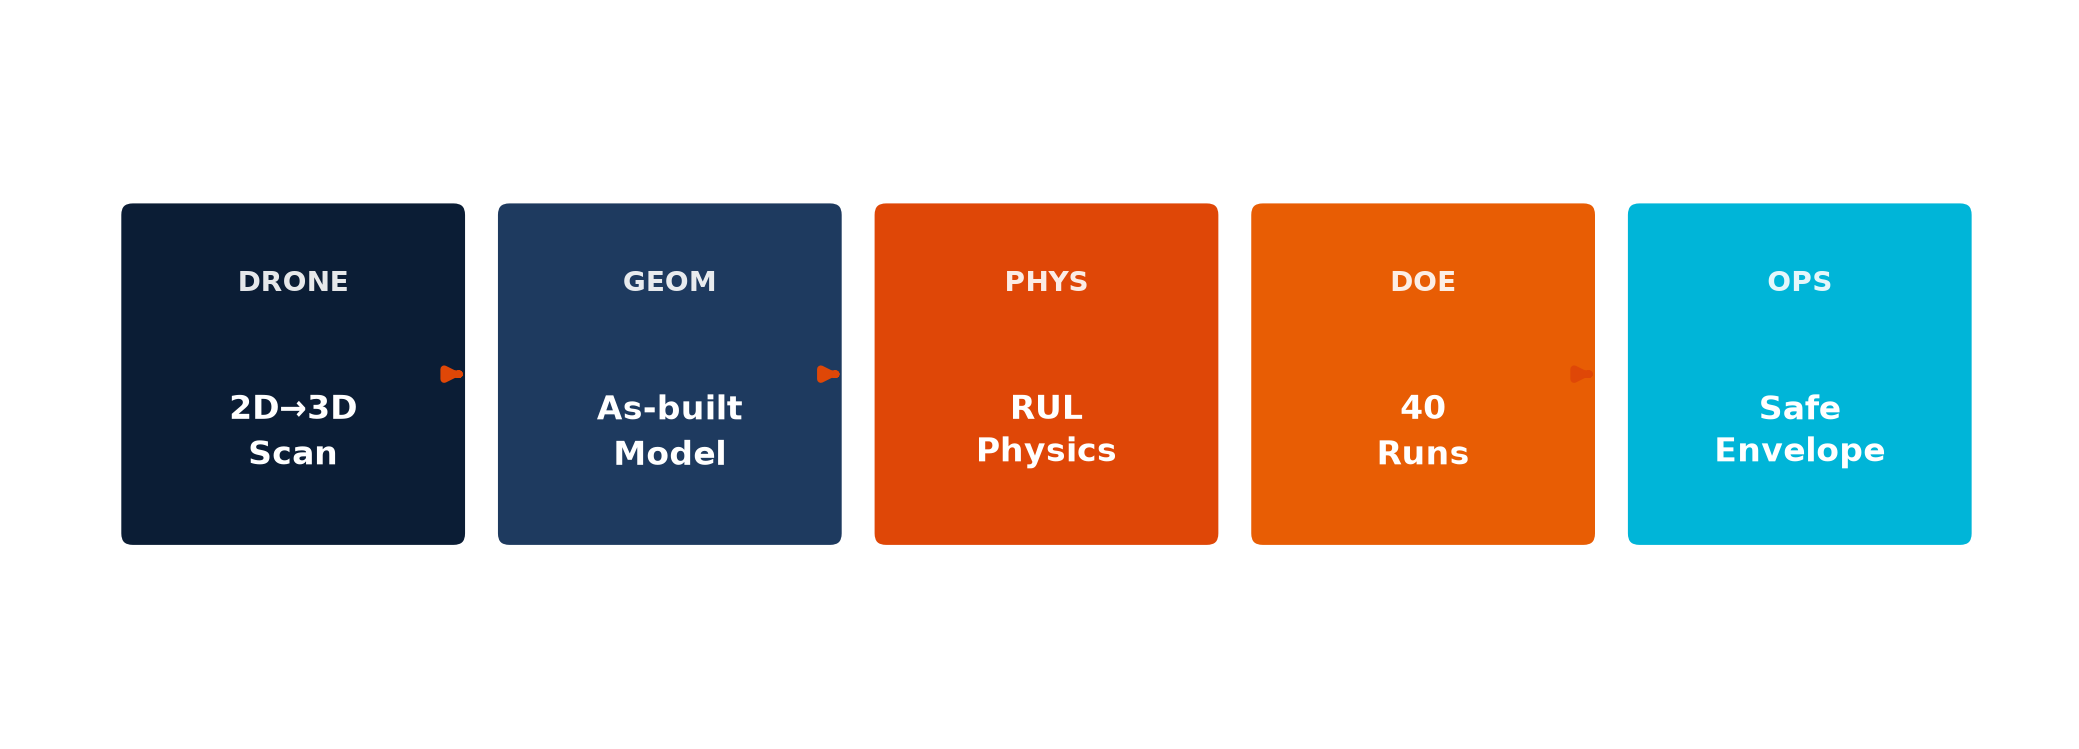 DRONE
2D→3D
Scan
GEOM
As-built
Model
PHYS
RUL
Physics
DOE
40
Runs
OPS
Safe
Envelope